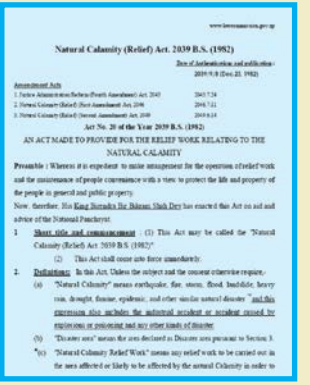 www.lawcommission.gov.np
Natural Calamity (Relief) Act, 2039 B.S. (1982)
Date of Authentication and publication:
2039/9/8 (Dec.23, 1982)
Amendment Acts
1. Justice Administration Reform (Fourth Amendment) Act, 2043 2043.7.24
2. Natural Calamity (Relief) (First Amendment) Act, 2046
3. Natural Calamity (Relief) (Second Amendment) Act, 2049
Act No. 20 of the Year 2039 B.S. (1982)
AN ACT MADE TO PROVIDE FOR THE RELIEF WORK RELATING TO THE
NATURAL CALAMITY
Preamble : Whereas it is expedient to make arrangement for the operation of relief work
and the maintenance of people convenience with a view to protect the life and property of
the people in general and public property.
Now, therefore, His King Birendra Bir Bikram Shah Dev has enacted this Act on aid and
advice of the National Panchayat.
1 Short title and commencement : (1) This Act may be called the "Natural
Calamity (Relief) Act, 2039 B.S. (1982)"
(2) This Act shall come into force immediately.
2. Definitions: In this Act, Unless the subject and the context otherwise require,-
(a) "Natural Calamity" means earthquake, fire, storm, flood, landslide, heavy
rain, drought, famine, epidemic, and other similar natural disaster and this
expression also includes the industrial accident or accident caused by
explosions or poisoning and any other kinds of disaster
(b) "Disaster area" means the area declared as Disaster area pursuant to Section 3.
(c) "Natural Calamity Relief Work" means any relief work to be carried out in
the area affected or likely to be affected by the natural Calamity in order to